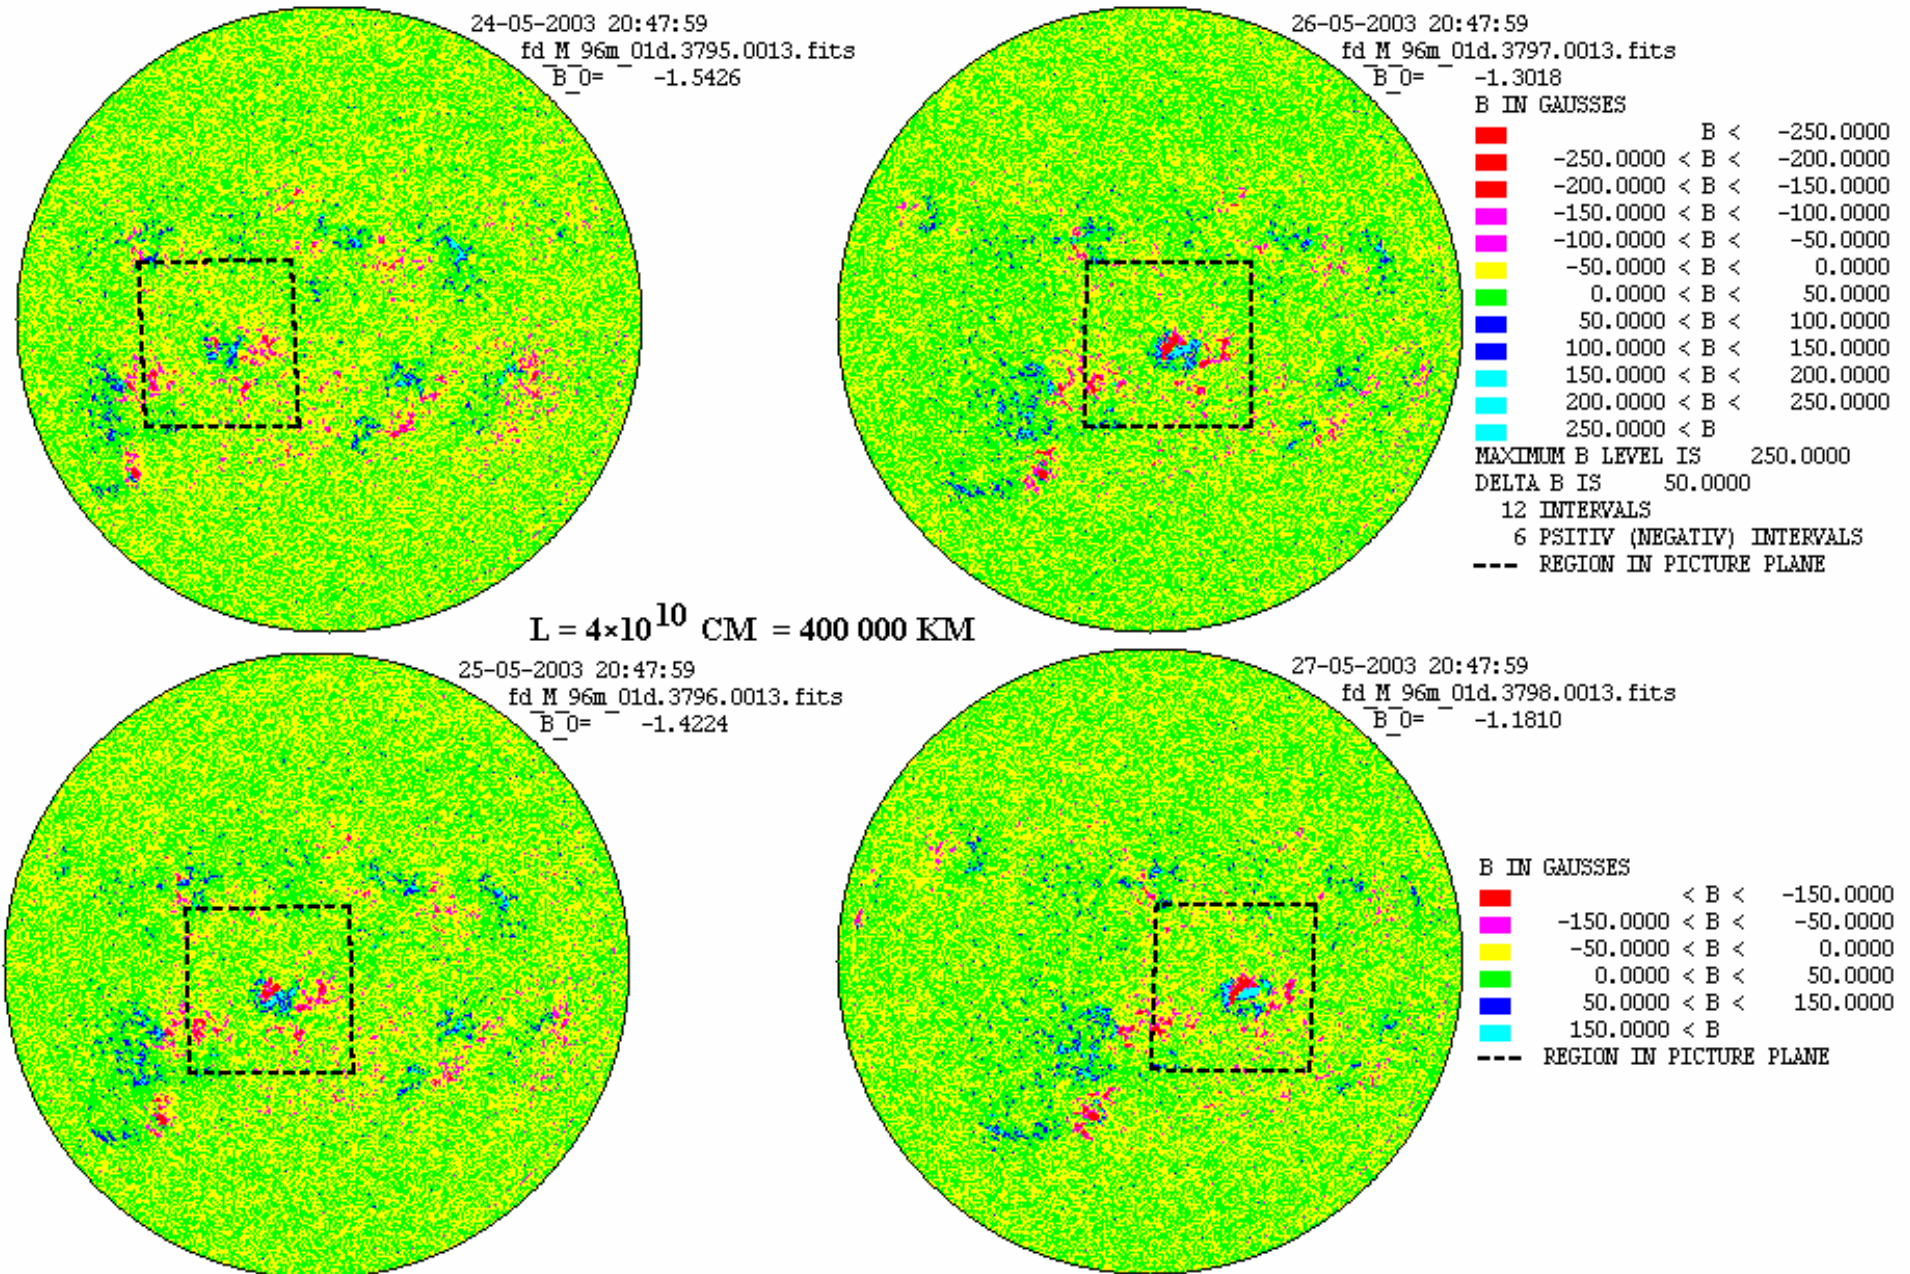 24-05-2003 20:47:59
fd_M_96m_01d.3795.0013.fits
B_0= -1.5426
26-05-2003 20:47:59
fd_M_96m_01d.3797.0013.fits
B_0= -1.3018
B IN GAUSSES
B < -250.0000
-250.0000 < B < -200.0000
-200.0000 < B < -150.0000
-150.0000 < B < -100.0000
-100.0000 < B < -50.0000
-50.0000 < B < 0.0000
0.0000 < B < 50.0000
50.0000 < B < 100.0000
100.0000 < B < 150.0000
150.0000 < B < 200.0000
200.0000 < B < 250.0000
250.0000 < B
MAXIMUM B LEVEL IS 250.0000
DELTA B IS 50.0000
12 INTERVALS
6 PSITIV (NEGATIV) INTERVALS
REGION IN PICTURE PLANE
L = 4×10^10 CM = 400 000 KM
25-05-2003 20:47:59
fd_M_96m_01d.3796.0013.fits
B_0= -1.4224
27-05-2003 20:47:59
fd_M_96m_01d.3798.0013.fits
B_0= -1.1810
B IN GAUSSES
< B < -150.0000
-150.0000 < B < -50.0000
-50.0000 < B < 0.0000
0.0000 < B < 50.0000
50.0000 < B < 150.0000
150.0000 < B
REGION IN PICTURE PLANE